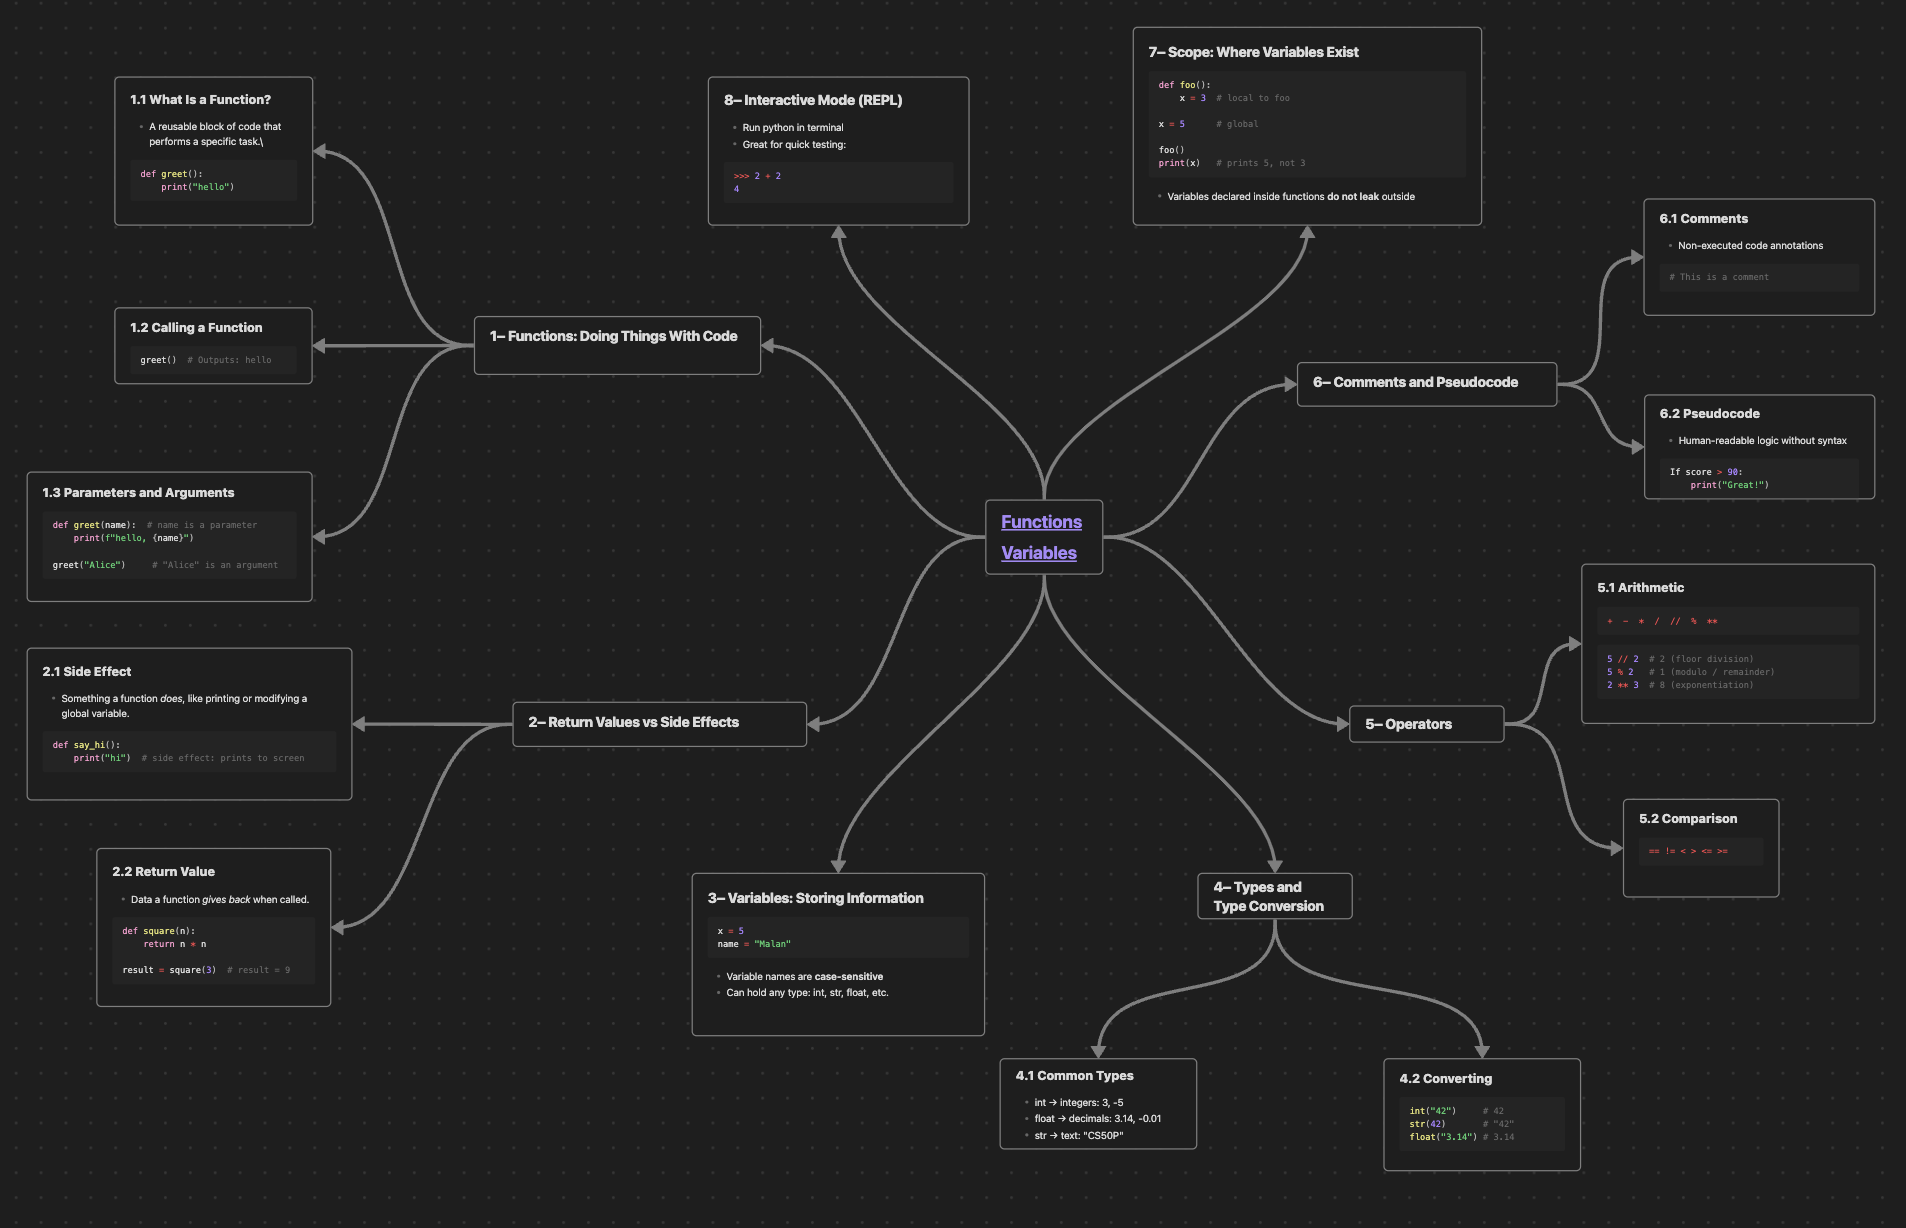 Functions
Variables
1– Functions: Doing Things With Code
1.1 What Is a Function?
• A reusable block of code that
performs a specific task.\
def greet():
    print("hello")
1.2 Calling a Function
greet()  # Outputs: hello
1.3 Parameters and Arguments
def greet(name):  # name is a parameter
    print(f"hello, {name}")
greet("Alice")     # "Alice" is an argument
2– Return Values vs Side Effects
2.1 Side Effect
• Something a function does, like printing or modifying a
global variable.
def say_hi():
    print("hi")  # side effect: prints to screen
2.2 Return Value
• Data a function gives back when called.
def square(n):
    return n * n
result = square(3)  # result = 9
3– Variables: Storing Information
x = 5
name = "Malan"
• Variable names are case-sensitive
• Can hold any type: int, str, float, etc.
4– Types and
Type Conversion
4.1 Common Types
• int → integers: 3, -5
• float → decimals: 3.14, -0.01
• str → text: "CS50P"
4.2 Converting
int("42")     # 42
str(42)       # "42"
float("3.14") # 3.14
5– Operators
5.1 Arithmetic
+  -  *  /  //  %  **
5 // 2  # 2 (floor division)
5 % 2   # 1 (modulo / remainder)
2 ** 3  # 8 (exponentiation)
5.2 Comparison
== != < > <= >=
6– Comments and Pseudocode
6.1 Comments
• Non-executed code annotations
# This is a comment
6.2 Pseudocode
• Human-readable logic without syntax
If score > 90:
    print("Great!")
7– Scope: Where Variables Exist
def foo():
    x = 3  # local to foo
x = 5      # global
foo()
print(x)   # prints 5, not 3
• Variables declared inside functions do not leak outside
8– Interactive Mode (REPL)
• Run python in terminal
• Great for quick testing:
>>> 2 + 2
4